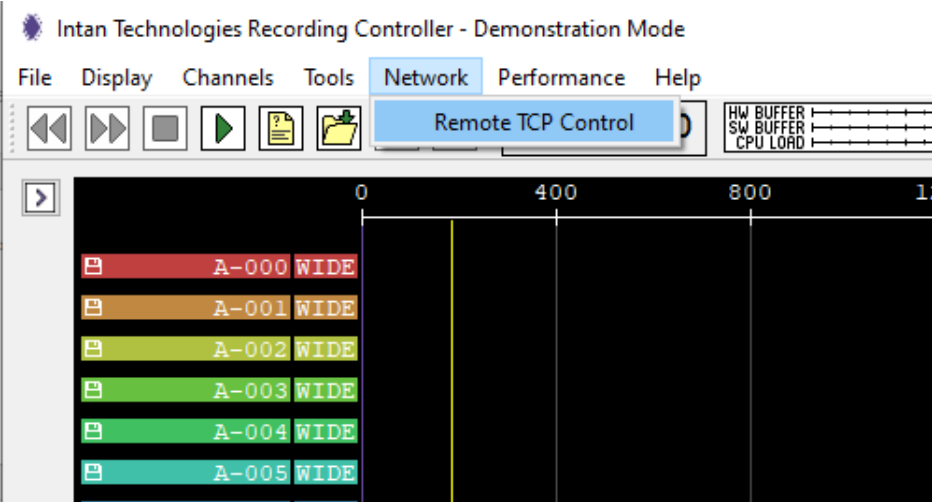 Intan Technologies Recording Controller - Demonstration Mode
File Display Channels Tools Network Performance Help
Remote TCP Control
HW BUFFER
SW BUFFER
CPU LOAD
0 400 800
A-000 WIDE
A-001 WIDE
A-002 WIDE
A-003 WIDE
A-004 WIDE
A-005 WIDE